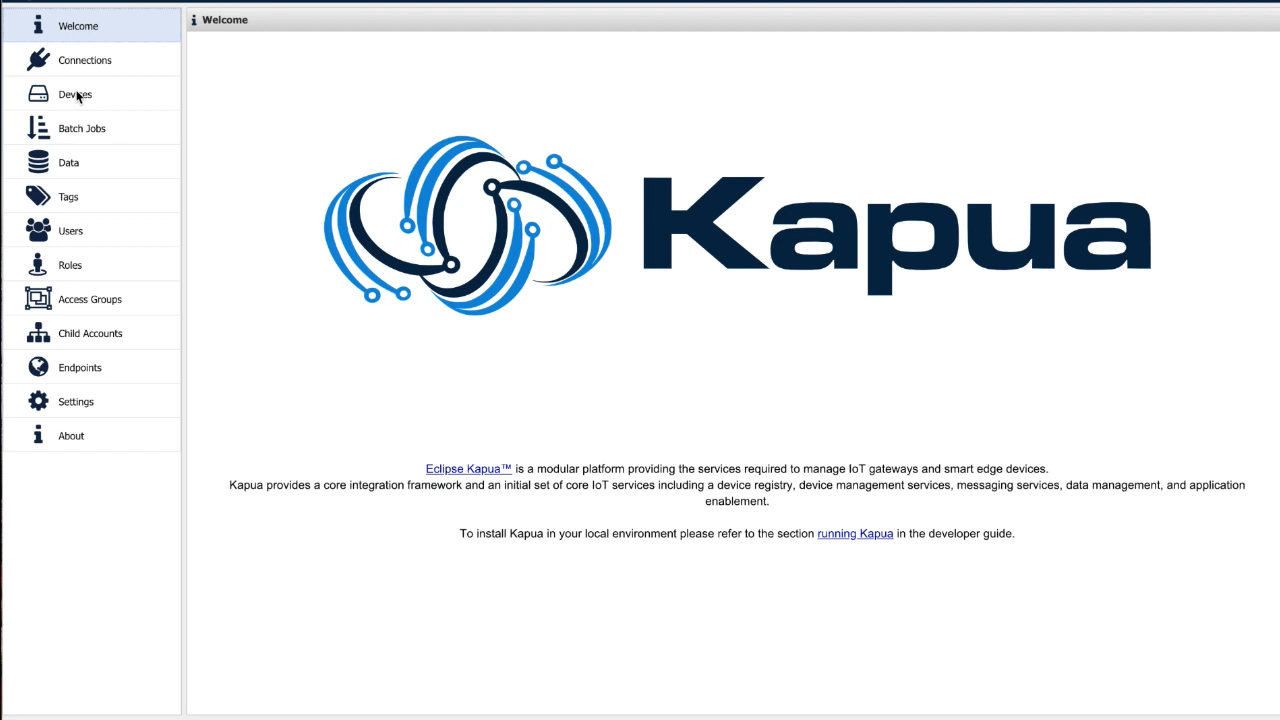 Welcome
Connections
Devices
Batch Jobs
Data
Tags
Users
Roles
Access Groups
Child Accounts
Endpoints
Settings
About
Welcome
Kapua
Eclipse Kapua™ is a modular platform providing the services required to manage IoT gateways and smart edge devices.
Kapua provides a core integration framework and an initial set of core IoT services including a device registry, device management services, messaging services, data management, and application
enablement.
To install Kapua in your local environment please refer to the section running Kapua in the developer guide.